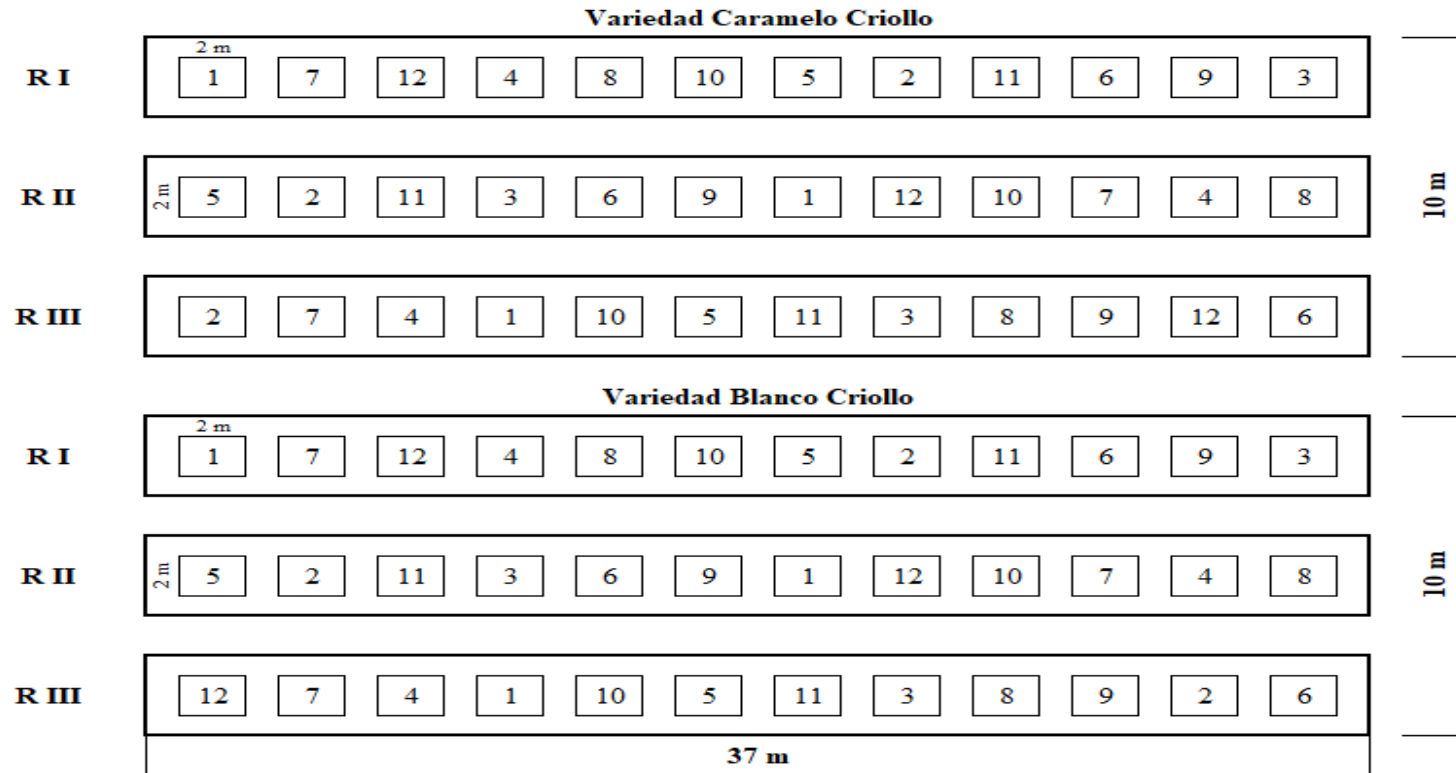 Variedad Caramelo Criollo
2 m
R I 1 7 12 4 8 10 5 2 11 6 9 3
R II 2 m 5 2 11 3 6 9 1 12 10 7 4 8
10 m
R III 2 7 4 1 10 5 11 3 8 9 12 6
Variedad Blanco Criollo
2 m
R I 1 7 12 4 8 10 5 2 11 6 9 3
R II 2 m 5 2 11 3 6 9 1 12 10 7 4 8
10 m
R III 12 7 4 1 10 5 11 3 8 9 2 6
37 m